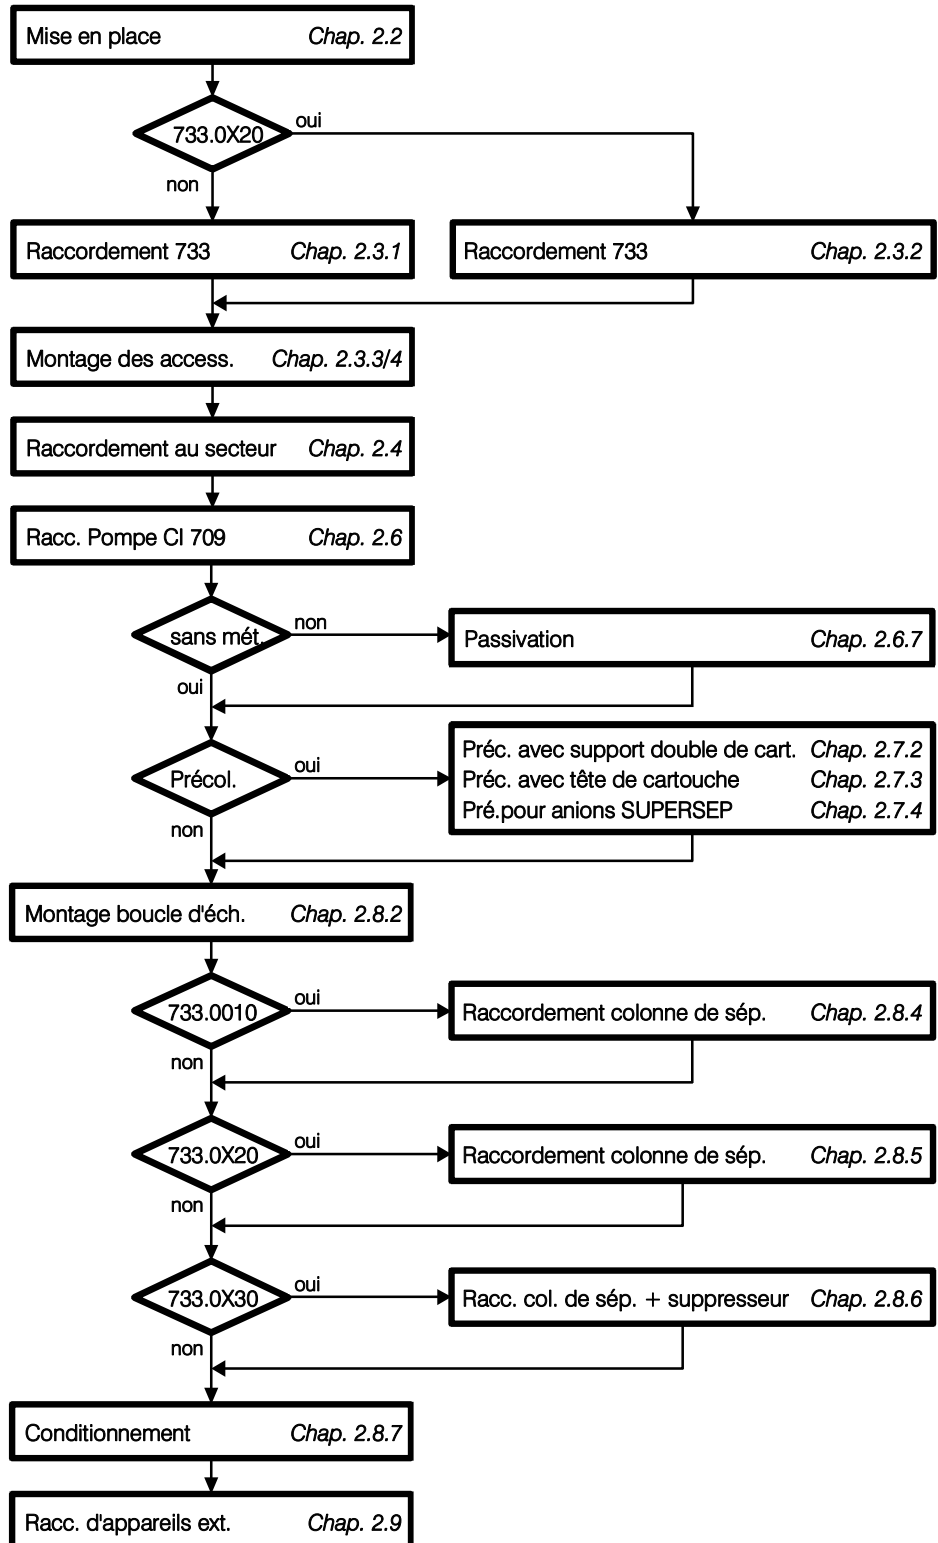 Mise en place Chap. 2.2
733.0X20
oui
non
Raccordement 733 Chap. 2.3.1
Raccordement 733 Chap. 2.3.2
Montage des access. Chap. 2.3.3/4
Raccordement au secteur Chap. 2.4
Racc. Pompe CI 709 Chap. 2.6
sans mét.
non
oui
Passivation Chap. 2.6.7
Précol.
oui
non
Préc. avec support double de cart. Chap. 2.7.2
Préc. avec tête de cartouche Chap. 2.7.3
Pré.pour anions SUPERSEP Chap. 2.7.4
Montage boucle d'éch. Chap. 2.8.2
733.0010
oui
non
Raccordement colonne de sép. Chap. 2.8.4
733.0X20
oui
non
Raccordement colonne de sép. Chap. 2.8.5
733.0X30
oui
non
Racc. col. de sép. + suppresseur Chap. 2.8.6
Conditionnement Chap. 2.8.7
Racc. d'appareils ext. Chap. 2.9